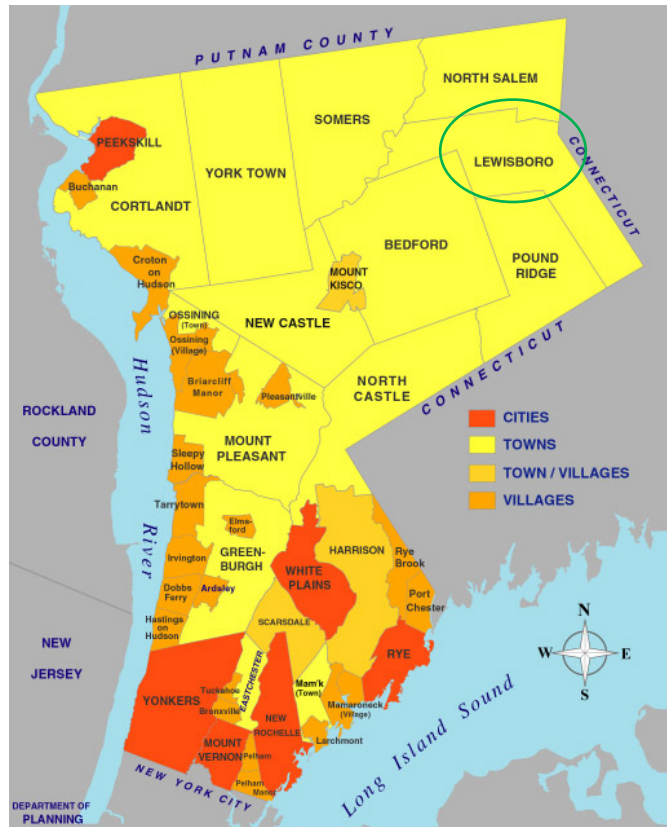 PUTNAM COUNTY
NORTH SALEM
SOMERS
PEEKSKILL
LEWISBORO
CONNECTICUT
YORK TOWN
Buchanan
CORTLANDT
BEDFORD
POUND
RIDGE
Croton
on
Hudson
MOUNT
KISCO
OSSINING
(Town)
NEW CASTLE
Ossining
(Village)
CONNECTICUT
Hudson
Briarcliff
Manor
Pleasantville
NORTH
CASTLE
ROCKLAND
COUNTY
CITIES
TOWNS
TOWN / VILLAGES
VILLAGES
MOUNT
PLEASANT
Sleepy
Hollow
Tarrytown
River
Elms-
ford
GREEN-
BURGH
HARRISON
Rye
Brook
Irvington
WHITE
PLAINS
Dobbs
Ferry
Ardsley
Port
Chester
Hastings
on
Hudson
SCARSDALE
NEW
JERSEY
RYE
N
W
E
S
EASTCHESTER
Mam'k
(Town)
YONKERS
Tuckahoe
Bronxville
Mamaroneck
(Village)
NEW
ROCHELLE
Long Island Sound
MOUNT
VERNON
Pelham
Larchmont
Pelham
Manor
NEW YORK CITY
DEPARTMENT OF
PLANNING